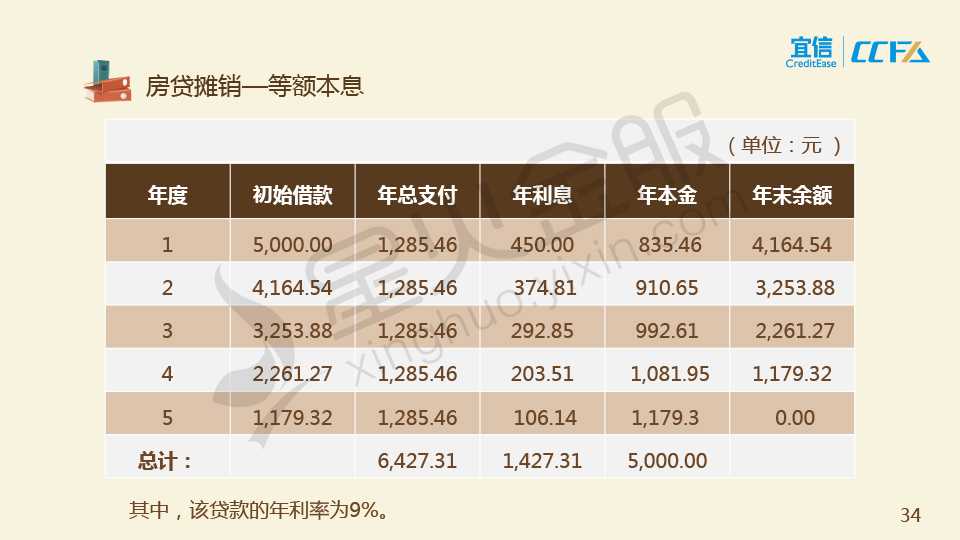 宜信 CCFA
CreditEase
房贷摊销—等额本息
（单位：元 ）
年度 初始借款 年总支付 年利息 年本金 年末余额
1 5,000.00 1,285.46 450.00 835.46 4,164.54
2 4,164.54 1,285.46 374.81 910.65 3,253.88
3 3,253.88 1,285.46 292.85 992.61 2,261.27
4 2,261.27 1,285.46 203.51 1,081.95 1,179.32
5 1,179.32 1,285.46 106.14 1,179.3 0.00
总计： 6,427.31 1,427.31 5,000.00
其中，该贷款的年利率为9%。
34
星火金服
xinghuo.yixin.com